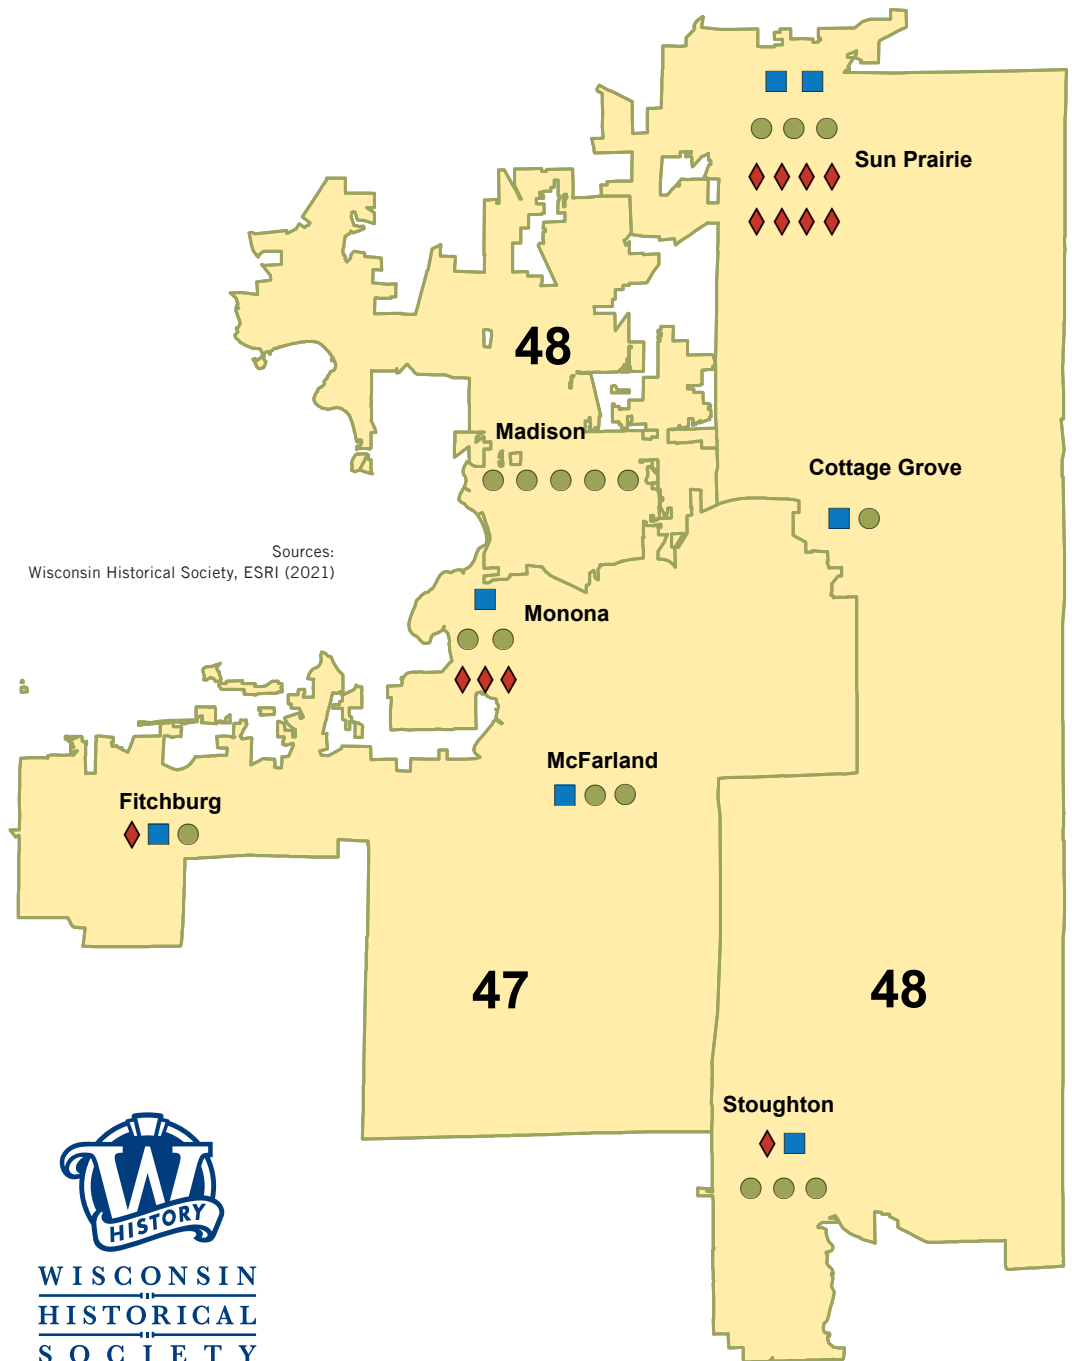 Sun Prairie
48
Madison
Cottage Grove
Sources:
Wisconsin Historical Society, ESRI (2021)
Monona
McFarland
Fitchburg
47
48
Stoughton
W
HISTORY
WISCONSIN
HISTORICAL
SOCIETY